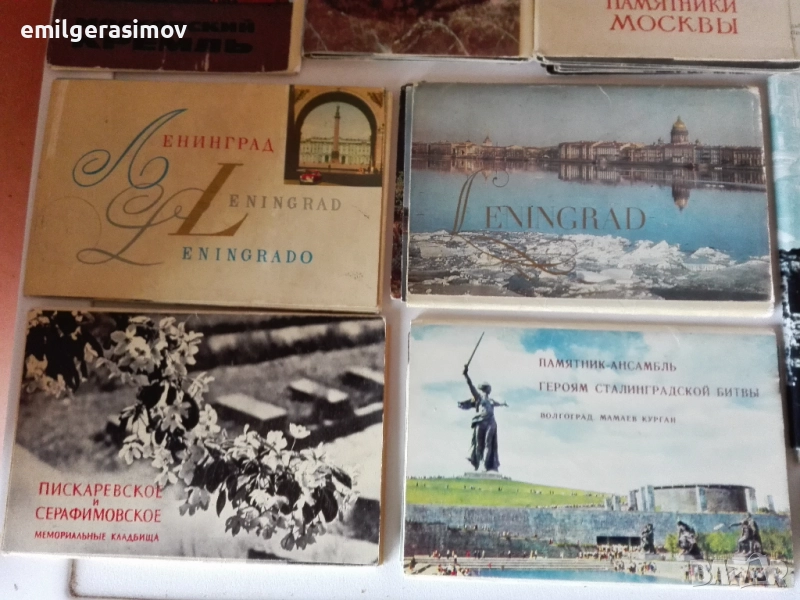 emilgerasimov
КРЕМЛЬ
ПАМЯТНИКИ
МОСКВЫ
ЛЕНИНГРАД
LENINGRAD
LENINGRADO
LENINGRAD
ПИСКАРЕВСКОЕ
И
СЕРАФИМОВСКОЕ
МЕМОРИАЛЬНЫЕ КЛАДБИЩА
ПАМЯТНИК-АНСАМБЛЬ
ГЕРОЯМ СТАЛИНГРАДСКОЙ БИТВЫ
ВОЛГОГРАД. МАМАЕВ КУРГАН
BAZAR